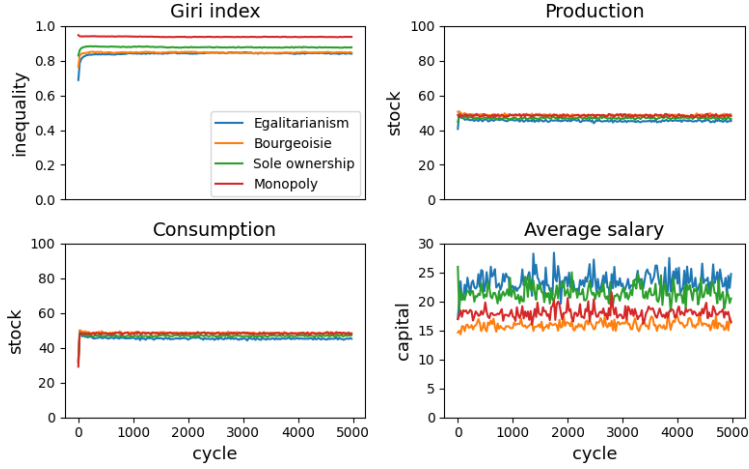 Giri index
1.0
0.8
0.6
0.4
0.2
0.0
inequality
Egalitarianism
Bourgeoisie
Sole ownership
Monopoly
Production
100
80
60
40
20
0
stock
Consumption
100
80
60
40
20
0
stock
0 1000 2000 3000 4000 5000
cycle
Average salary
30
25
20
15
10
5
0
capital
0 1000 2000 3000 4000 5000
cycle